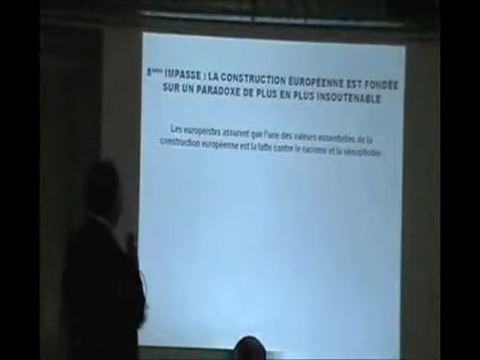 8ème IMPASSE : LA CONSTRUCTION EUROPÉENNE EST FONDÉE
SUR UN PARADOXE DE PLUS EN PLUS INSOUTENABLE
Les européistes assurent que l'une des valeurs essentielles de la
construction européenne est la lutte contre le racisme et la xénophobie.